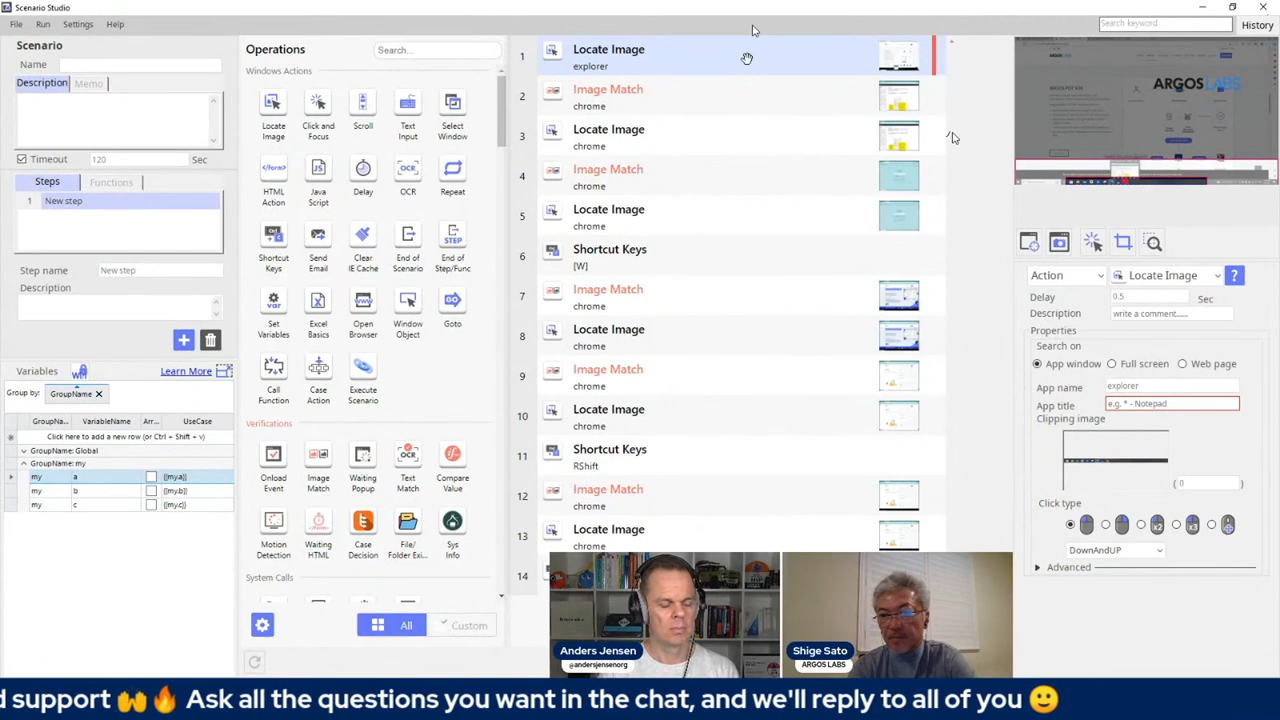 Scenario Studio
File Run Settings Help
Search keyword
History
Scenario
Name
Description Memo
Timeout 120 Sec
Steps Functions
1 New step
Step name New step
Description
Variables Learn More
Group by: GroupName
GroupNa... VariableName Arr... UseCase
Click here to add a new row (or Ctrl + Shift + v)
GroupName: Global
GroupName: my
my a {{my.a}}
my b {{my.b}}
my c {{my.c}}
Operations
Search...
Windows Actions
Locate Image
Click and Focus
Scroll
Text Input
Select Window
HTML Action
Java Script
Delay
OCR
Repeat
Shortcut Keys
Send Email
Clear IE Cache
End of Scenario
End of Step/Func
Set Variables
Excel Basics
Open Browser
Window Object
Goto
Call Function
Case Action
Execute Scenario
Verifications
Onload Event
Image Match
Waiting Popup
Text Match
Compare Value
Motion Detection
Waiting HTML
Case Decision
File/ Folder Exi...
Sys Info
System Calls
All
Custom
1 Locate Image
explorer
2 Image Match
chrome
3 Locate Image
chrome
4 Image Match
chrome
5 Locate Image
chrome
6 Shortcut Keys
[W]
7 Image Match
chrome
8 Locate Image
chrome
9 Image Match
chrome
10 Locate Image
chrome
11 Shortcut Keys
RShift
12 Image Match
chrome
13 Locate Image
chrome
14
ARGOS LABS
Action Locate Image ?
Delay 0.5 Sec
Description write a comment......
Properties
Search on
App window Full screen Web page
App name explorer
App title e.g. * - Notepad
Clipping image
( 0 )
Click type
DownAndUP
Advanced
Anders Jensen
@andersjensenorg
Shige Sato
ARGOS LABS
d support 🙌🔥 Ask all the questions you want in the chat, and we'll reply to all of you 🙂